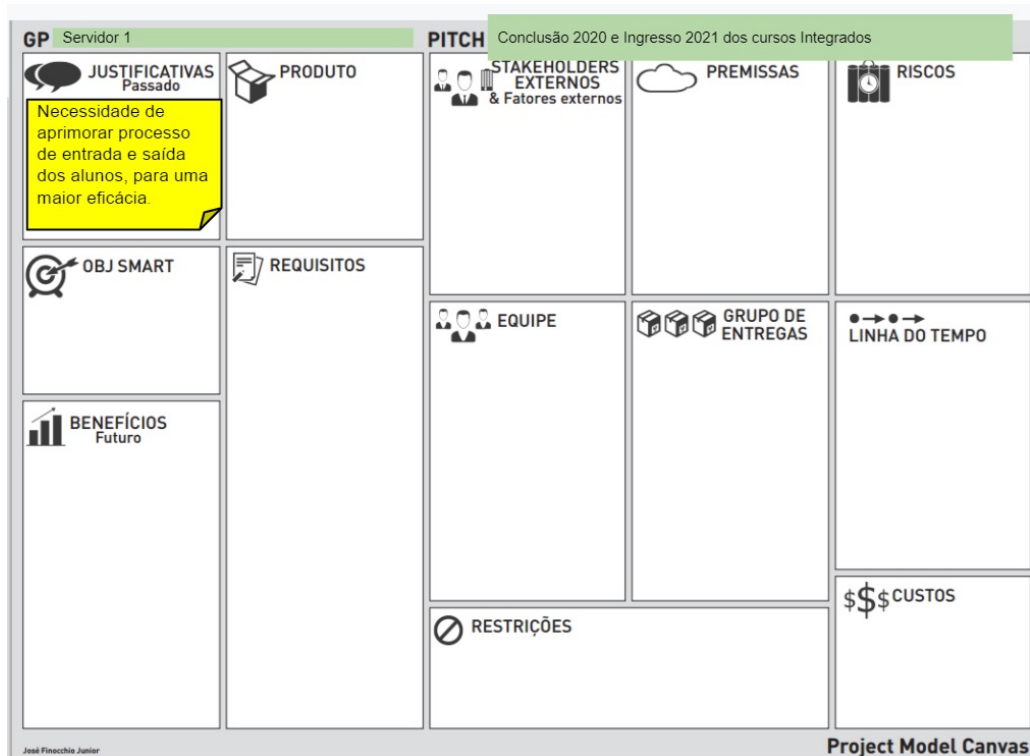 GP Servidor 1
PITCH Conclusão 2020 e Ingresso 2021 dos cursos Integrados
JUSTIFICATIVAS
Passado
Necessidade de
aprimorar processo
de entrada e saída
dos alunos, para uma
maior eficácia.
PRODUTO
STAKEHOLDERS
EXTERNOS
& Fatores externos
PREMISSAS
RISCOS
OBJ SMART
REQUISITOS
EQUIPE
GRUPO DE
ENTREGAS
LINHA DO TEMPO
BENEFÍCIOS
Futuro
$$$ CUSTOS
RESTRIÇÕES
José Finocchio Junior
Project Model Canvas